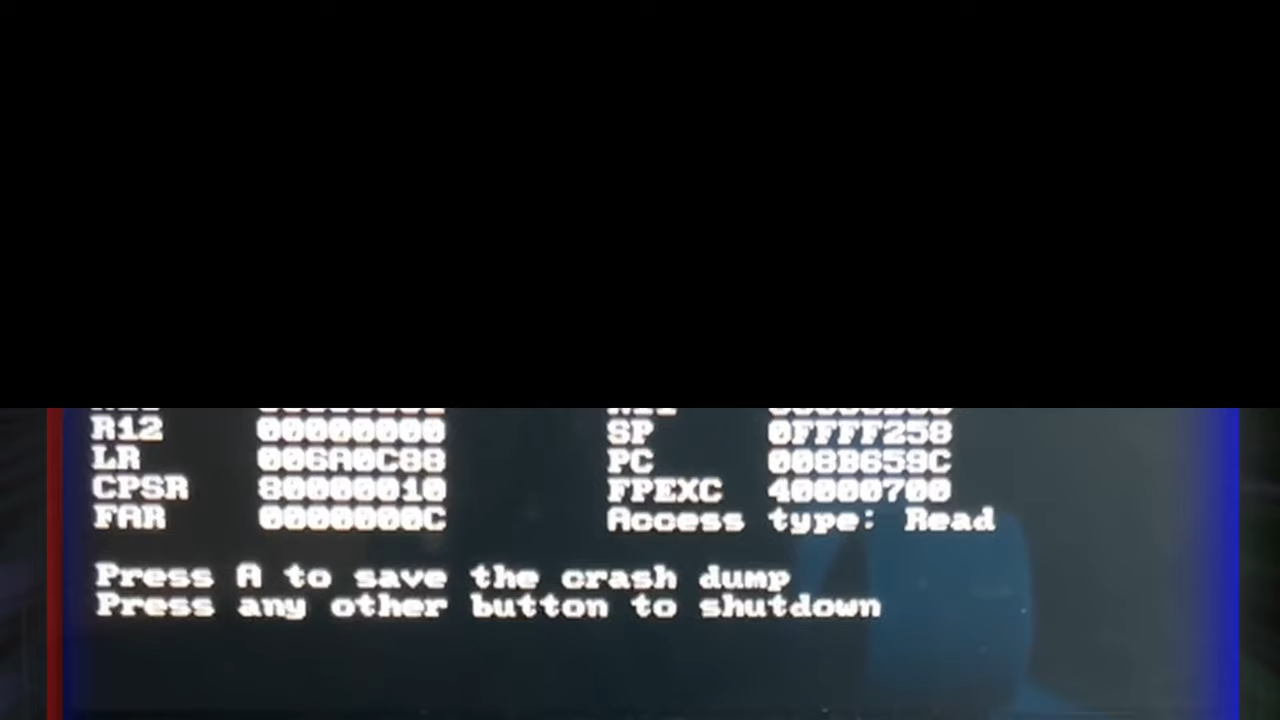 R12 00000000 SP 0FFFF258
LR 006A0C88 PC 008B659C
CPSR 80000010 FPEXC 40000700
FAR 0000000C Access type: Read
Press A to save the crash dump
Press any other button to shutdown